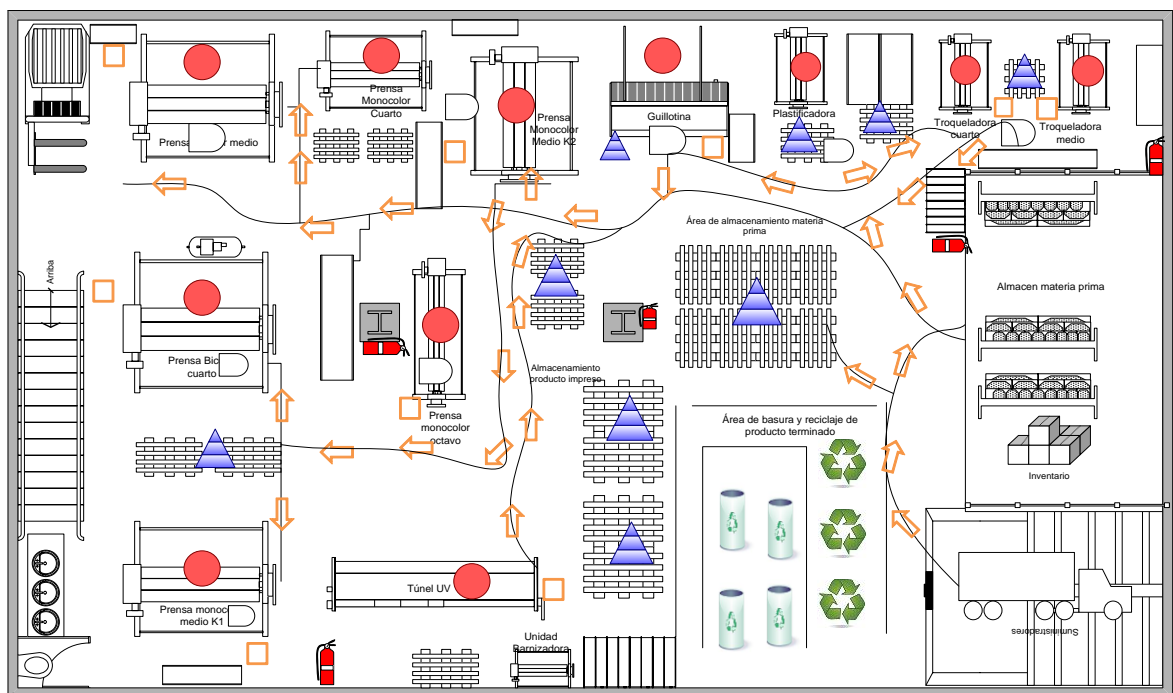 Prensa
Monocolor
Cuarto
Prensa
Monocolor
Medio K2
Guillotina
Plastificadora
Troqueladora
cuarto
Troqueladora
medio
Prensa
medio
Área de almacenamiento materia
prima
Arriba
Almacen materia prima
Prensa Bic
cuarto
Almacenamiento
producto impreso
Prensa
monocolor
octavo
Área de basura y reciclaje de
producto terminado
Inventario
Túnel UV
Prensa monoc
medio K1
Unidad
Barnizadora
Suministradores